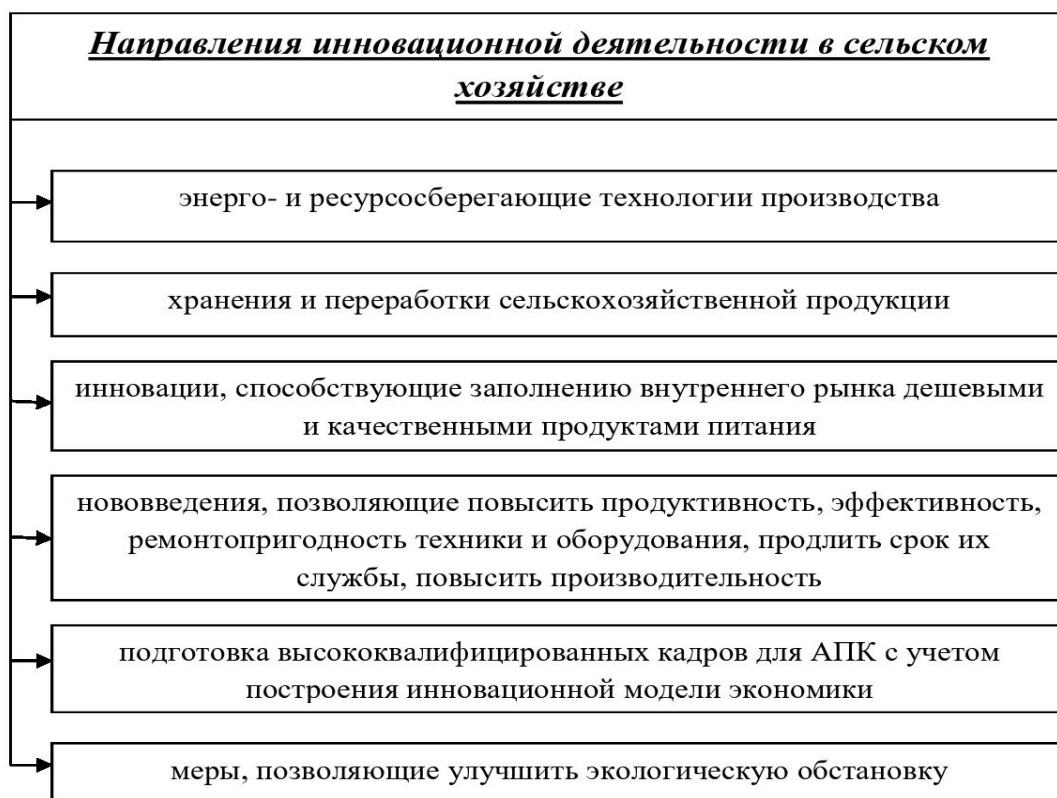 Направления инновационной деятельности в сельском
хозяйстве
энерго- и ресурсосберегающие технологии производства
хранения и переработки сельскохозяйственной продукции
инновации, способствующие заполнению внутреннего рынка дешевыми
и качественными продуктами питания
нововведения, позволяющие повысить продуктивность, эффективность,
ремонтопригодность техники и оборудования, продлить срок их
службы, повысить производительность
подготовка высококвалифицированных кадров для АПК с учетом
построения инновационной модели экономики
меры, позволяющие улучшить экологическую обстановку